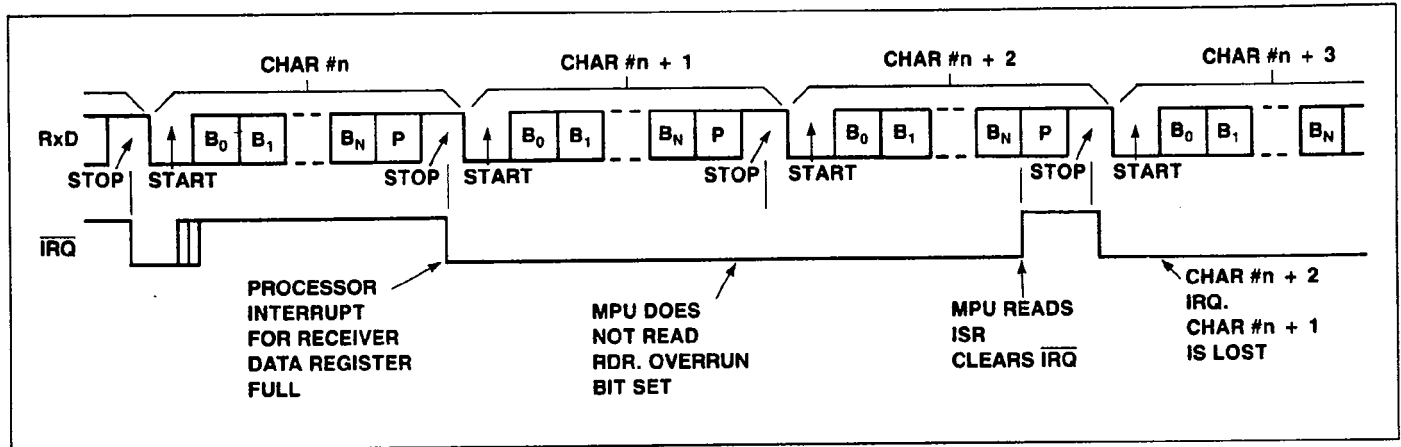 CHAR #n CHAR #n + 1 CHAR #n + 2 CHAR #n + 3
RxD B0 B1 BN P B0 B1 BN P B0 B1 BN P B0 B1 BN
STOP START STOP START STOP START STOP START
IRQ
PROCESSOR
INTERRUPT
FOR RECEIVER
DATA REGISTER
FULL
MPU DOES
NOT READ
RDR. OVERRUN
BIT SET
MPU READS
ISR
CLEARS IRQ
CHAR #n + 2
IRQ.
CHAR #n + 1
IS LOST